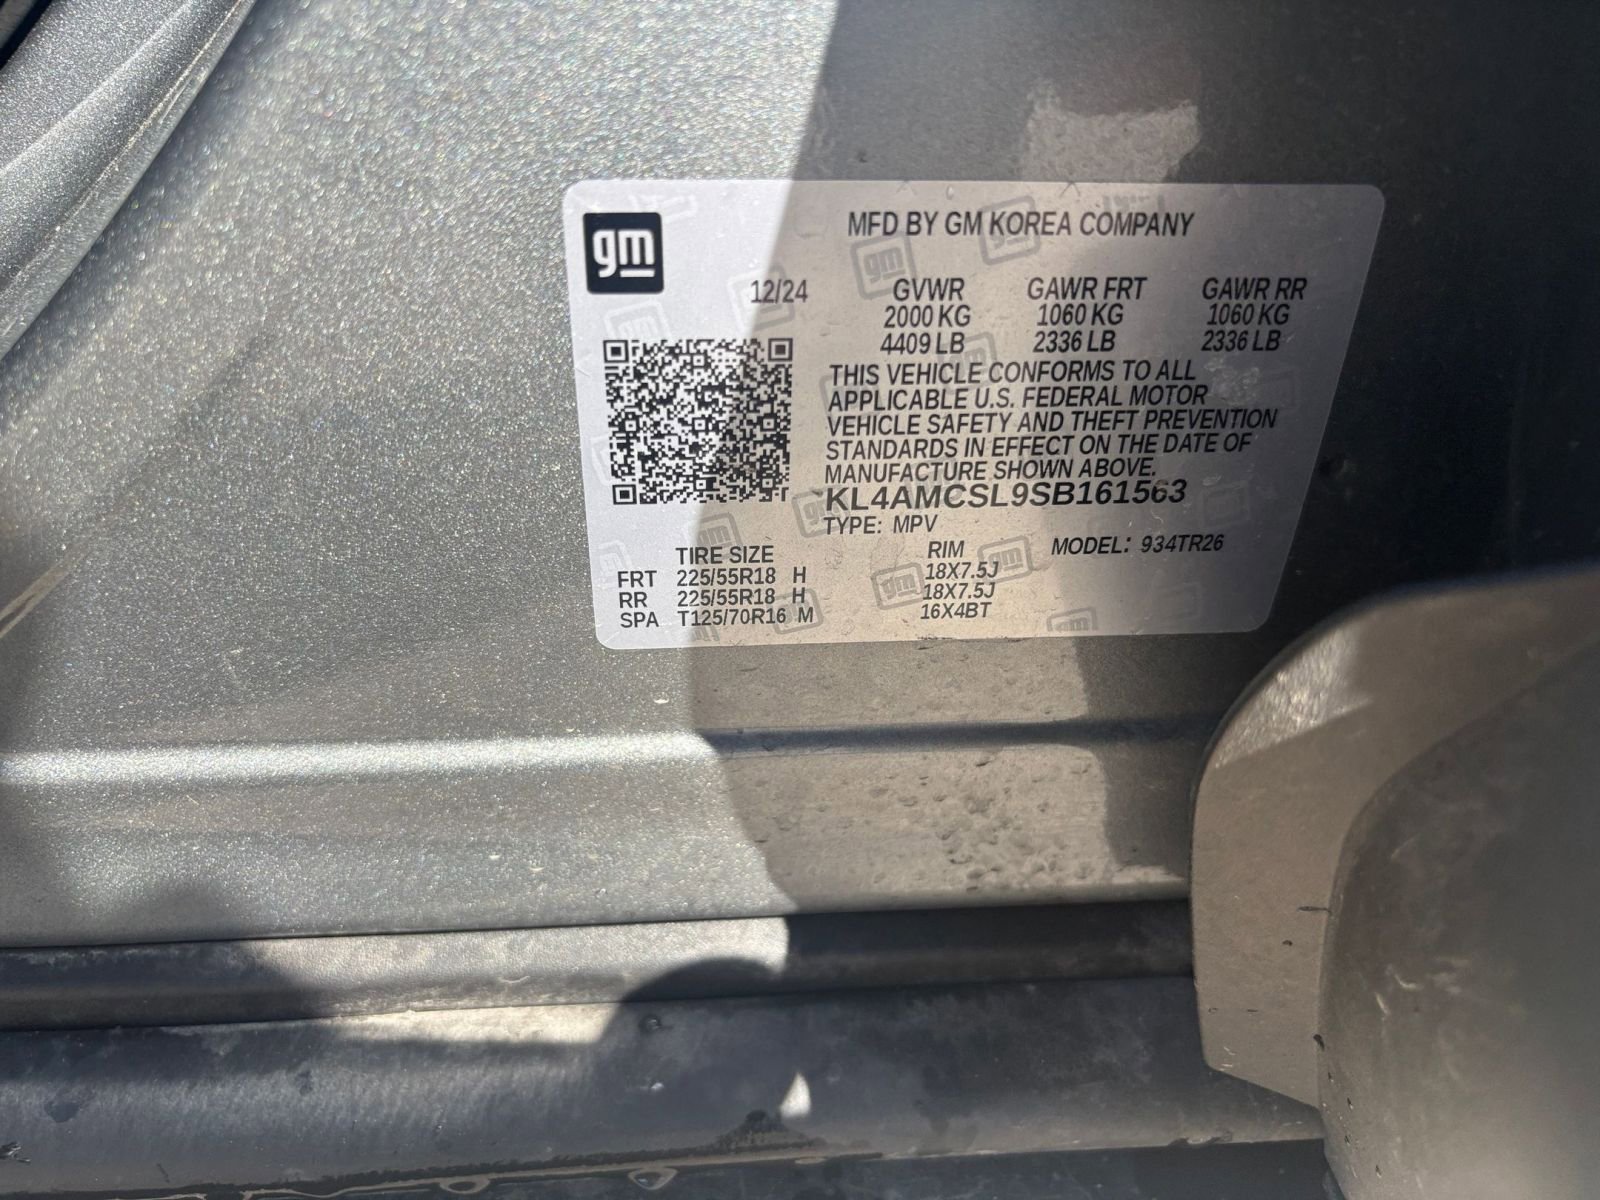 gm
MFD BY GM KOREA COMPANY
12/24 GVWR GAWR FRT GAWR RR
2000 KG 1060 KG 1060 KG
4409 LB 2336 LB 2336 LB
THIS VEHICLE CONFORMS TO ALL
APPLICABLE U.S. FEDERAL MOTOR
VEHICLE SAFETY AND THEFT PREVENTION
STANDARDS IN EFFECT ON THE DATE OF
MANUFACTURE SHOWN ABOVE.
KL4AMCSL9SB161563
TYPE: MPV
MODEL: 934TR26
TIRE SIZE RIM
FRT 225/55R18 H 18X7.5J
RR 225/55R18 H 18X7.5J
SPA T125/70R16 M 16X4BT